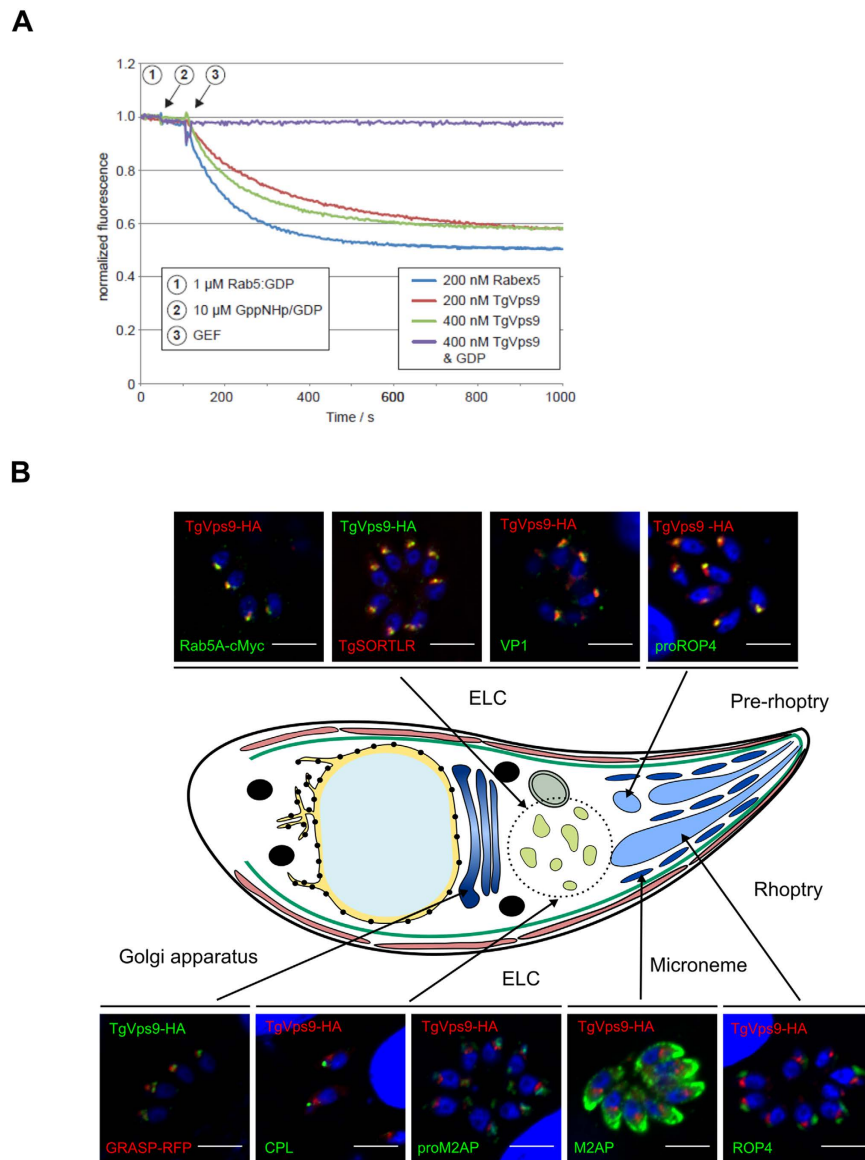 A
1.2
1.0
0.8
0.6
0.4
0.2
0
normalized fluorescence
1 2 3
1 1 µM Rab5:GDP
2 10 µM GppNHp/GDP
3 GEF
200 nM Rabex5
200 nM TgVps9
400 nM TgVps9
400 nM TgVps9
& GDP
0 200 400 600 800 1000
Time / s
B
TgVps9-HA TgVps9-HA TgVps9-HA TgVps9 -HA
Rab5A-cMyc TgSORTLR VP1 proROP4
ELC
Pre-rhoptry
Rhoptry
Golgi apparatus
Microneme
ELC
TgVps9-HA TgVps9-HA TgVps9-HA TgVps9-HA TgVps9-HA
GRASP-RFP CPL proM2AP M2AP ROP4